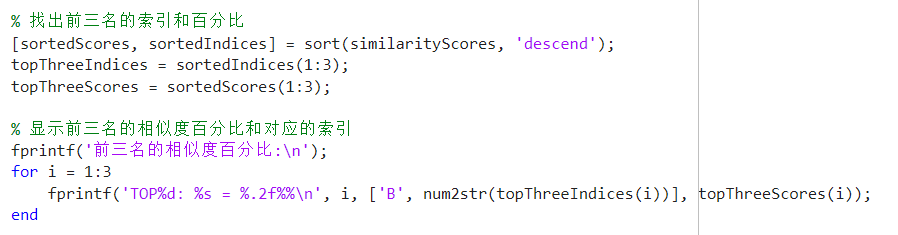 % 找出前三名的索引和百分比
[sortedScores, sortedIndices] = sort(similarityScores, 'descend');
topThreeIndices = sortedIndices(1:3);
topThreeScores = sortedScores(1:3);
% 显示前三名的相似度百分比和对应的索引
fprintf('前三名的相似度百分比:\n');
for i = 1:3
fprintf('TOP%d: %s = %.2f%%\n', i, ['B', num2str(topThreeIndices(i))], topThreeScores(i));
end